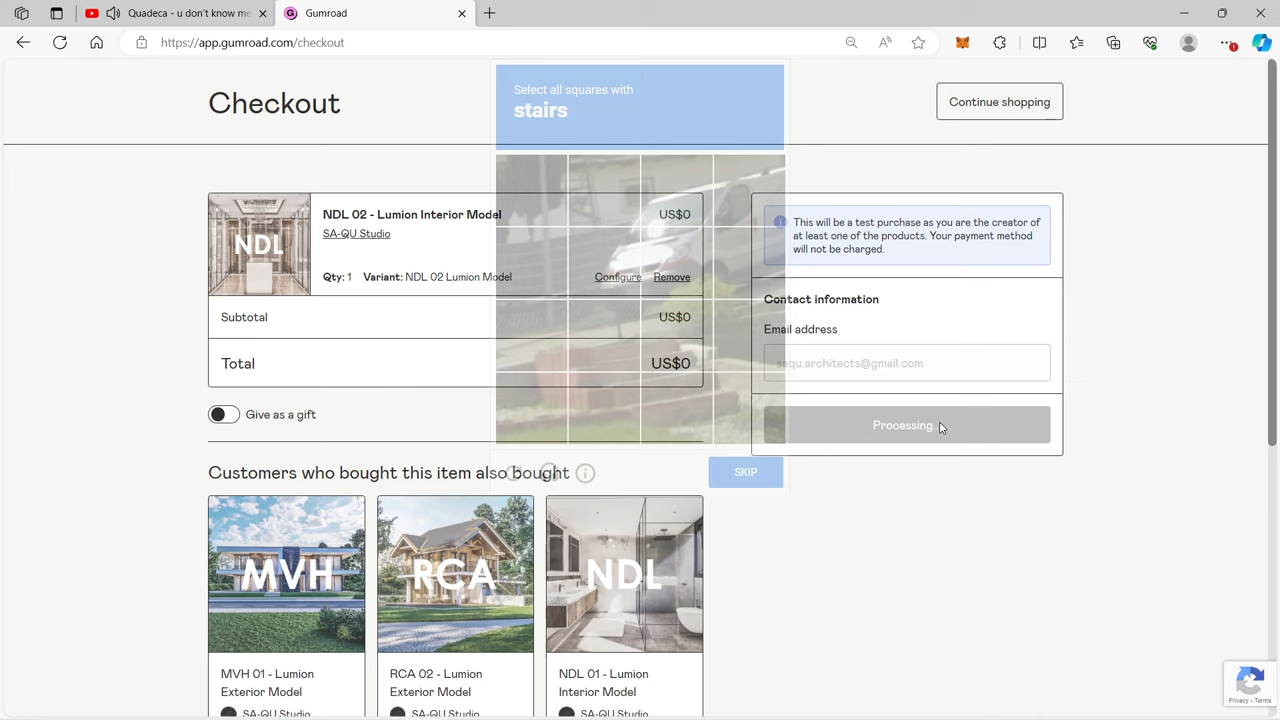 Quadeca - u don't know me
Gumroad
https://app.gumroad.com/checkout
Checkout
Continue shopping
Select all squares with
stairs
NDL
NDL 02 - Lumion Interior Model
US$0
SA-QU Studio
Qty: 1 Variant: NDL 02 Lumion Model
Configure Remove
Subtotal
US$0
Total
US$0
Give as a gift
This will be a test purchase as you are the creator of
at least one of the products. Your payment method
will not be charged.
Contact information
Email address
saqu.architects@gmail.com
Processing...
SKIP
Customers who bought this item also bought
MVH
RCA
NDL
MVH 01 - Lumion
Exterior Model
SA-QU Studio
RCA 02 - Lumion
Exterior Model
SA-QU Studio
NDL 01 - Lumion
Interior Model
SA-QU Studio
Privacy - Terms